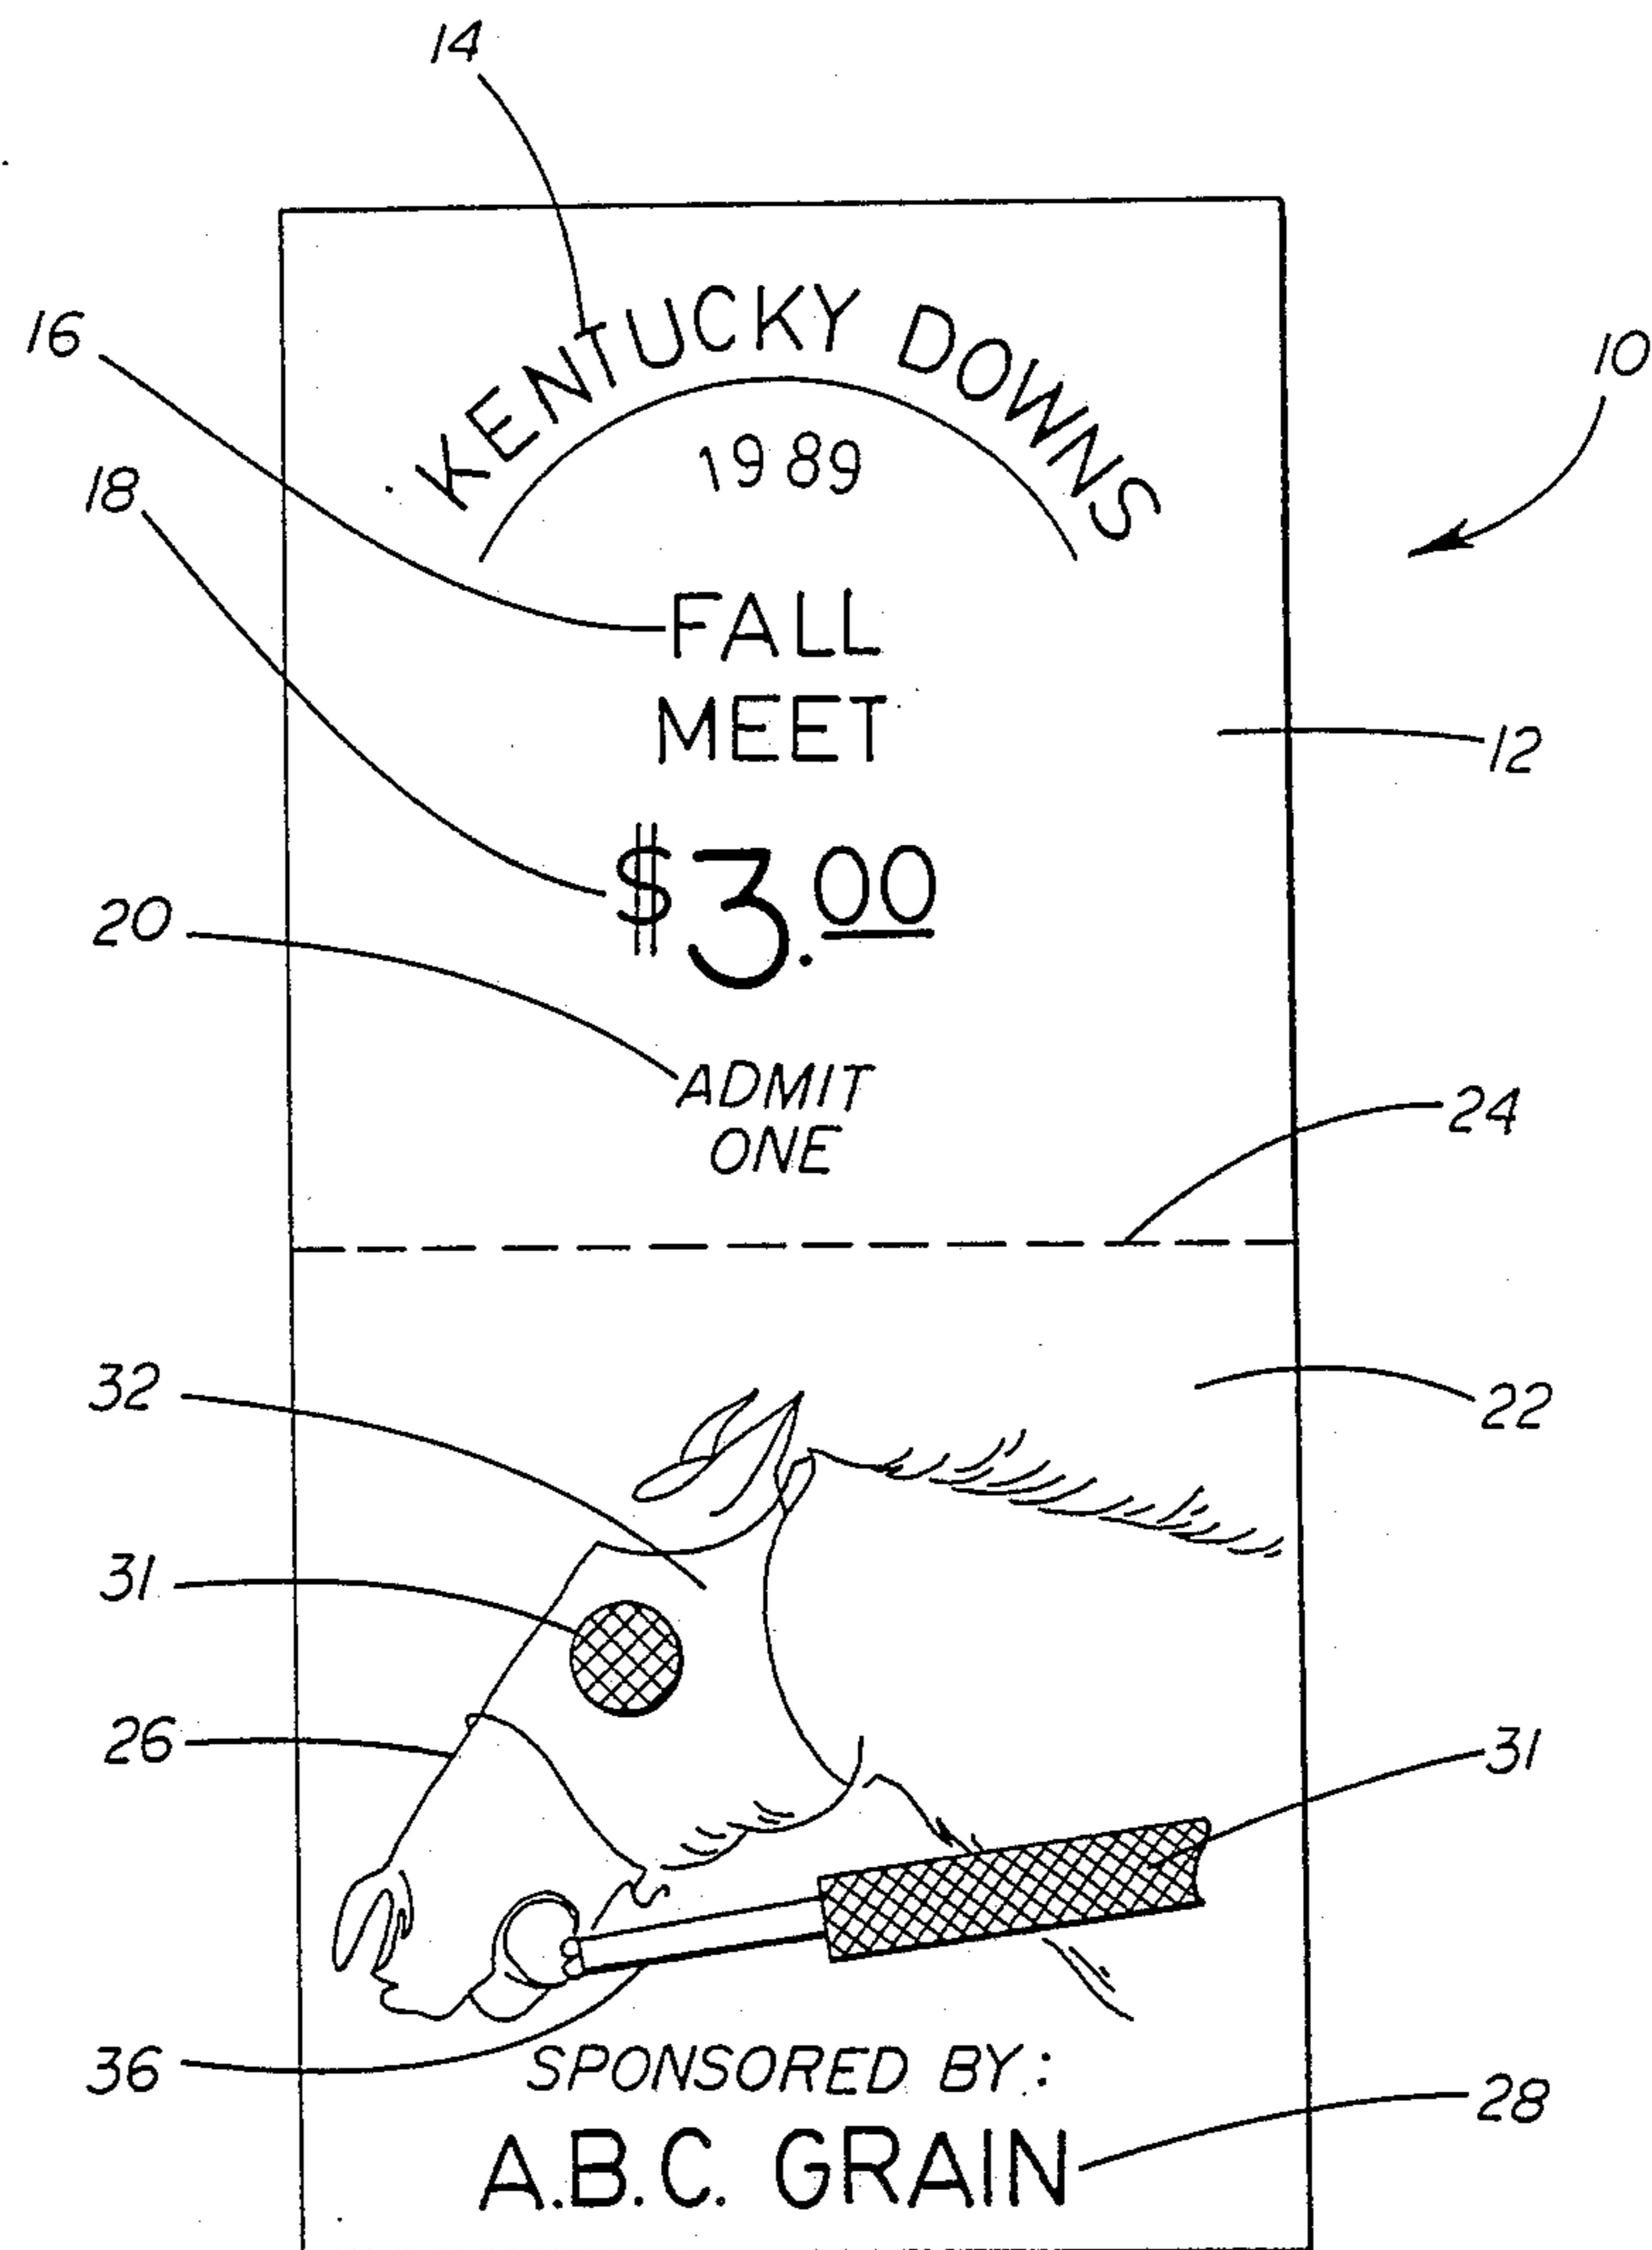 14
KENTUCKY DOWNS
16
10
1989
18
FALL
MEET
12
$3.00
20
ADMIT
ONE
24
32
22
31
26
31
36
SPONSORED BY:
28
A.B.C. GRAIN